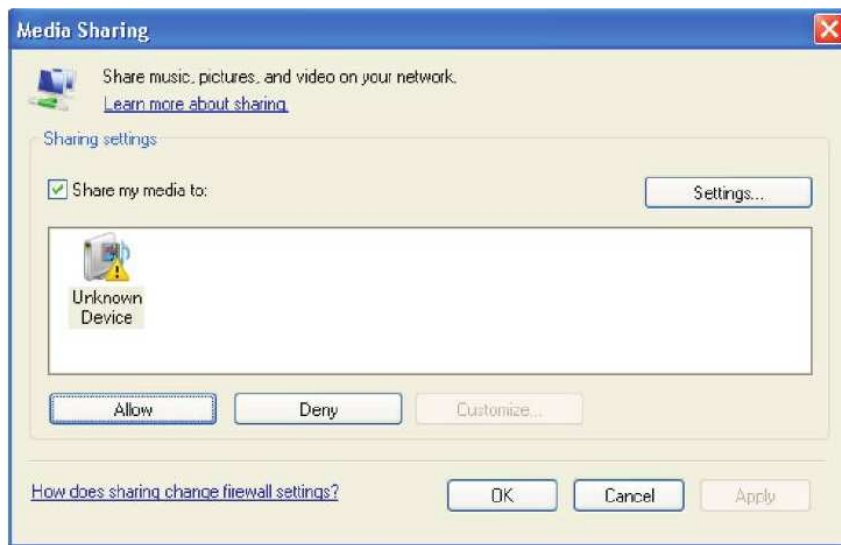 Media Sharing
Share music, pictures, and video on your network.
Learn more about sharing.
Sharing settings
Share my media to:
Settings...
Unknown
Device
Allow
Deny
Customize...
How does sharing change firewall settings?
OK
Cancel
Apply